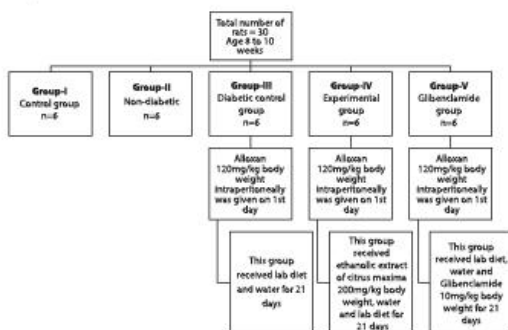 Total number of
rats = 30
Age 8 to 10
weeks
Group-I
Control group
n=6
Group-II
Non-diabetic
n=6
Group-III
Diabetic control
group
n=6
Group-IV
Experimental
group
n=6
Group-V
Glibenclamide
group
n=6
Alloxan
120mg/kg body
weight
intraperitoneally
was given on 1st
day
Alloxan
120mg/kg body
weight
intraperitoneally
was given on 1st
day
Alloxan
120mg/kg body
weight
intraperitoneally
was given on 1st
day
This group
received lab diet
and water for 21
days
This group
received
ethanolic extract
of citrus maxima
200mg/kg body
weight, water
and lab diet for 21
days
This group
received lab diet,
water and
Glibenclamide
10mg/kg body
weight for 21
days